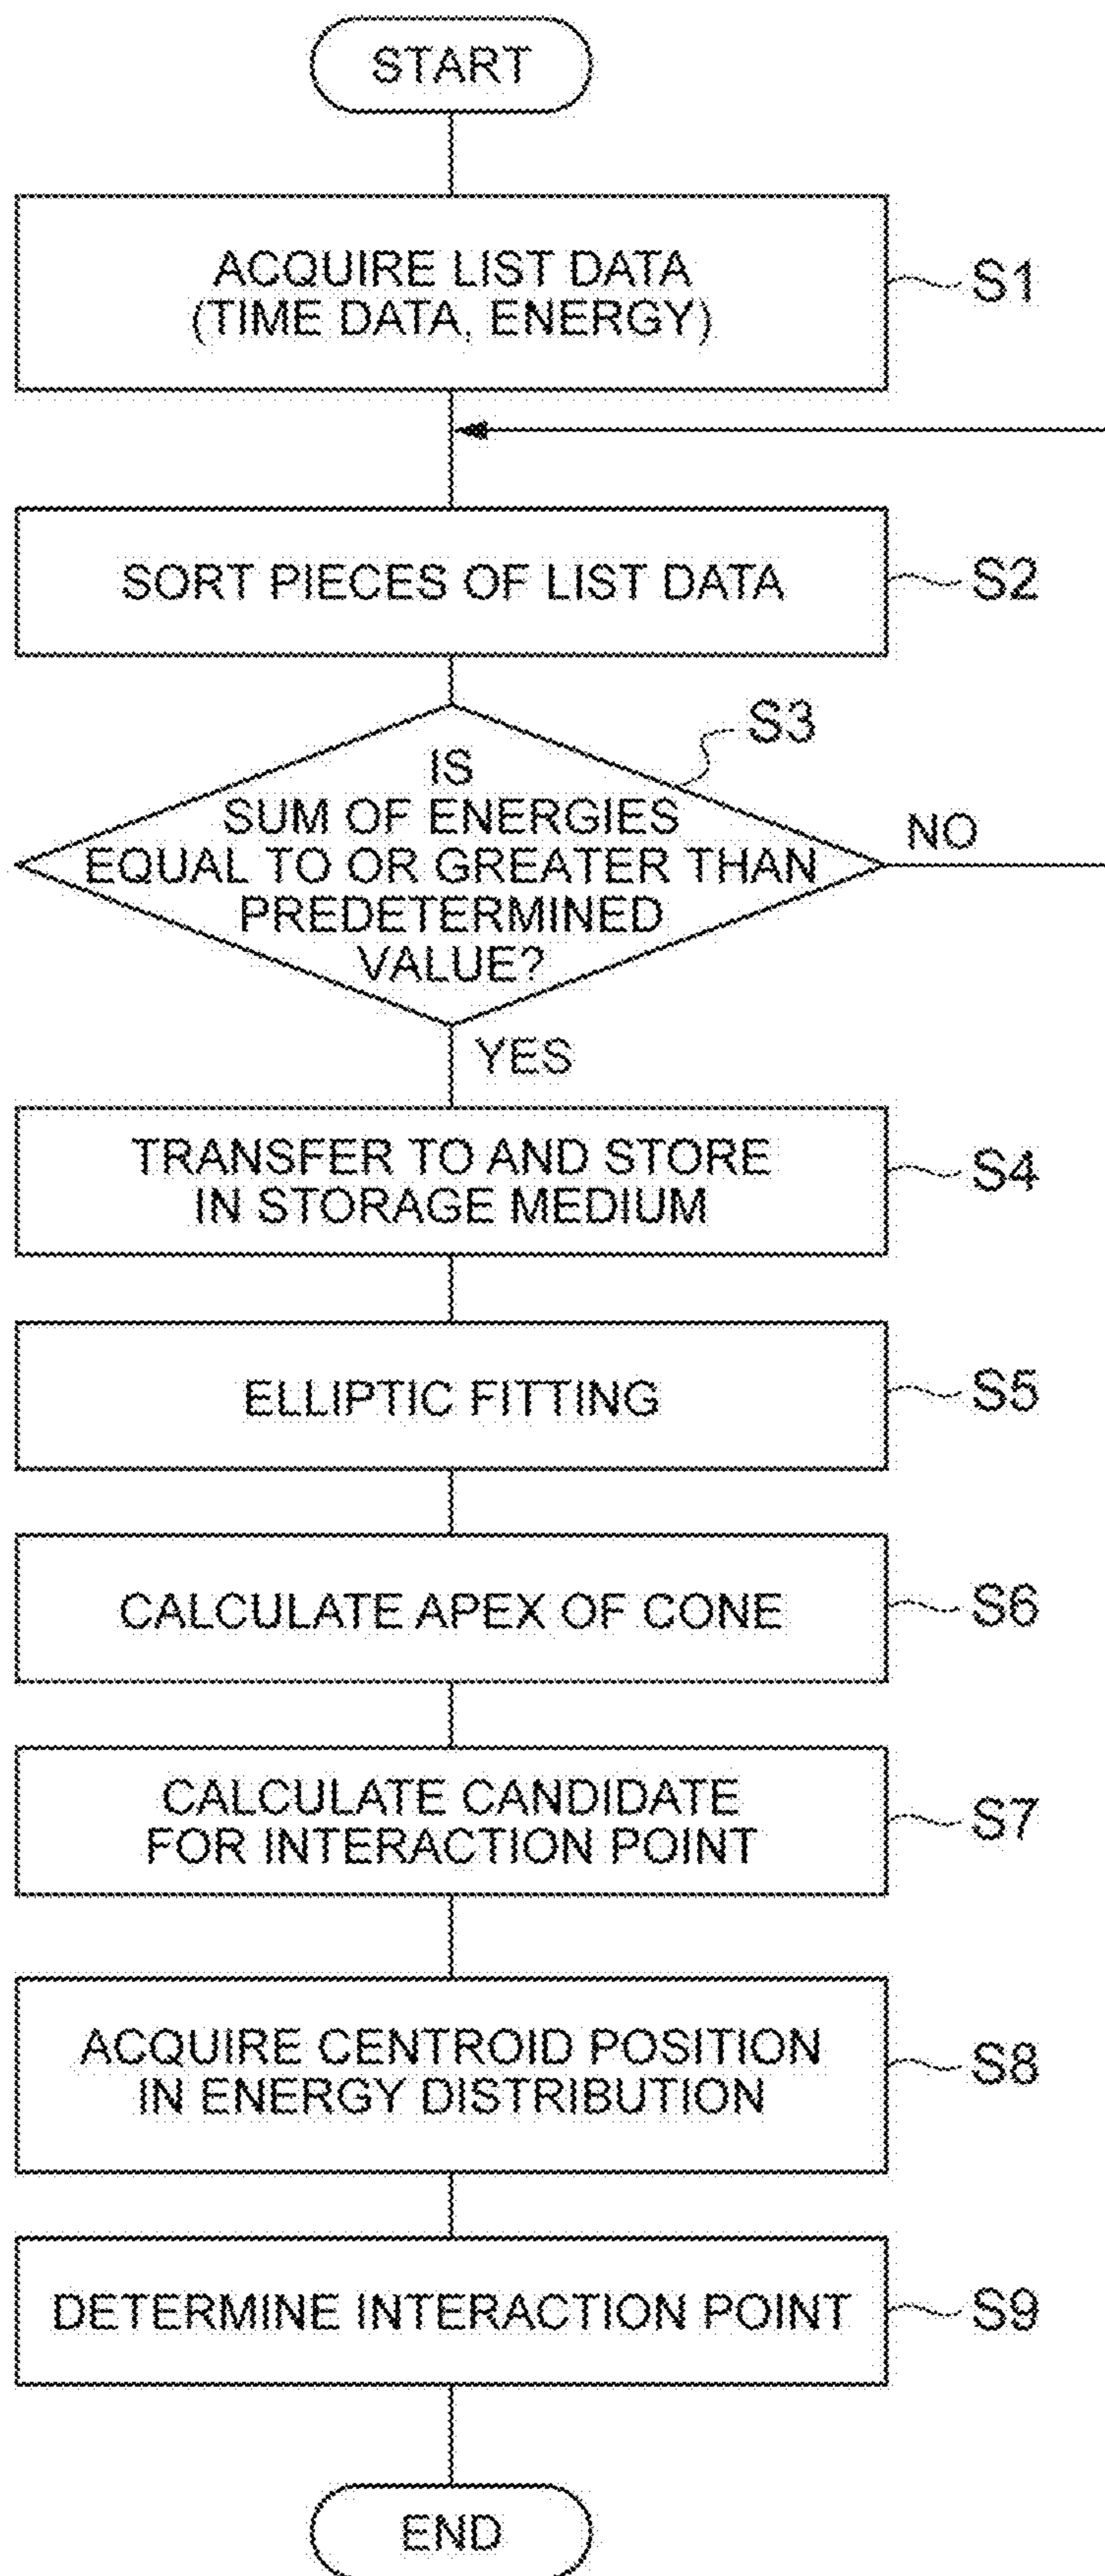 START
ACQUIRE LIST DATA
(TIME DATA, ENERGY)
S1
SORT PIECES OF LIST DATA
S2
S3
IS
SUM OF ENERGIES
EQUAL TO OR GREATER THAN
PREDETERMINED
VALUE?
NO
YES
TRANSFER TO AND STORE
IN STORAGE MEDIUM
S4
ELLIPTIC FITTING
S5
CALCULATE APEX OF CONE
S6
CALCULATE CANDIDATE
FOR INTERACTION POINT
S7
ACQUIRE CENTROID POSITION
IN ENERGY DISTRIBUTION
S8
DETERMINE INTERACTION POINT
S9
END